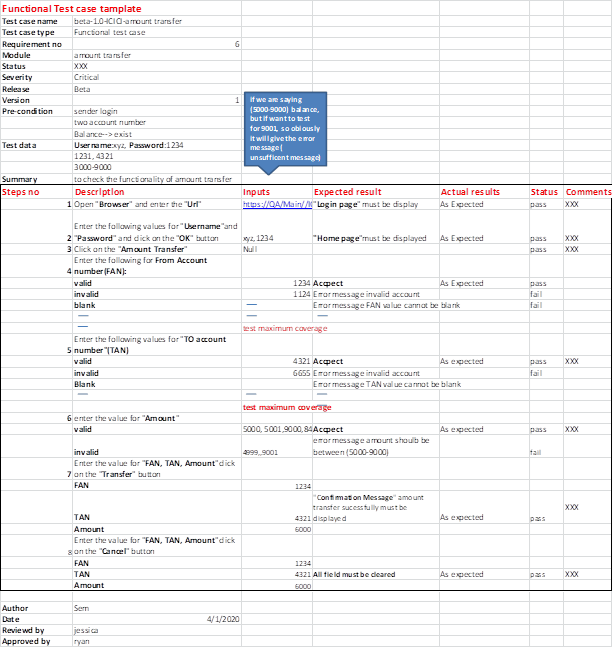 Functional Test case tamplate
Test case name beta-1.0-ICICI-amount transfer
Test case type Functional test case
Requirement no 6
Module amount transfer
Status XXX
Severity Critical
Release Beta
Version 1
Pre-condition sender login
two account number
Balance--> exist
Test data Username:xyz, Password:1234
1231, 4321
3000-9000
Summary to check the functionality of amount transfer
If we are saying
(5000-9000) balance,
but if want to test
for 9001, so obiously
it will give the error
message (
unsufficent message)
Steps no Description Inputs Expected result Actual results Status Comments
1 Open "Browser" and enter the "Url" https://QA/Main// "Login page" must be display As Expected pass XXX
Enter the following values for "Username" and
2 "Password" and click on the "OK" button xyz, 1234 "Home page" must be displayed As Expected pass XXX
3 Click on the "Amount Transfer" Null pass XXX
Enter the following for From Account
4 number(FAN):
valid 1234 Accpect As Expected pass
invalid 1124 Error message invalid account fail
blank — Error message FAN value cannot be blank fail
— — —
— test maximum coverage
Enter the following values for "TO account
5 number"(TAN)
valid 4321 Accpect As expected pass XXX
invalid 6655 Error message invalid account fail
Blank Error message TAN value cannot be blank
— — —
test maximum coverage
6 enter the value for "Amount"
valid 5000, 5001,9000,84 Accpect As expected pass XXX
error message amount shoulb be
invalid 4999,,9001 between (5000-9000) fail
Enter the value for "FAN, TAN, Amount" click
7 on the "Transfer" button
FAN 1234
"Confirmation Message" amount
transfer sucessfully must be XXX
TAN 4321 displayed As expected pass
Amount 6000
Enter the value for "FAN, TAN, Amount" click
8 on the "Cancel" button
FAN 1234
TAN 4321 All field must be cleared As expected pass XXX
Amount 6000
Author Sem
Date 4/1/2020
Reviewd by jessica
Approved by ryan